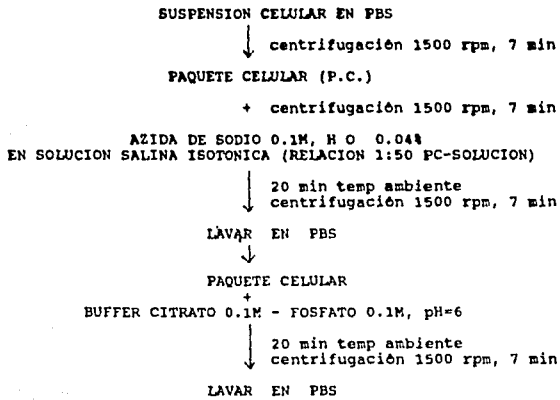 SUSPENSION CELULAR EN PBS
centrifugación 1500 rpm, 7 min
PAQUETE CELULAR (P.C.)
+ centrifugación 1500 rpm, 7 min
AZIDA DE SODIO 0.1M, H O 0.04%
EN SOLUCION SALINA ISOTONICA (RELACION 1:50 PC-SOLUCION)
20 min temp ambiente
centrifugación 1500 rpm, 7 min
LAVAR EN PBS
PAQUETE CELULAR
+
BUFFER CITRATO 0.1M - FOSFATO 0.1M, pH=6
20 min temp ambiente
centrifugación 1500 rpm, 7 min
LAVAR EN PBS